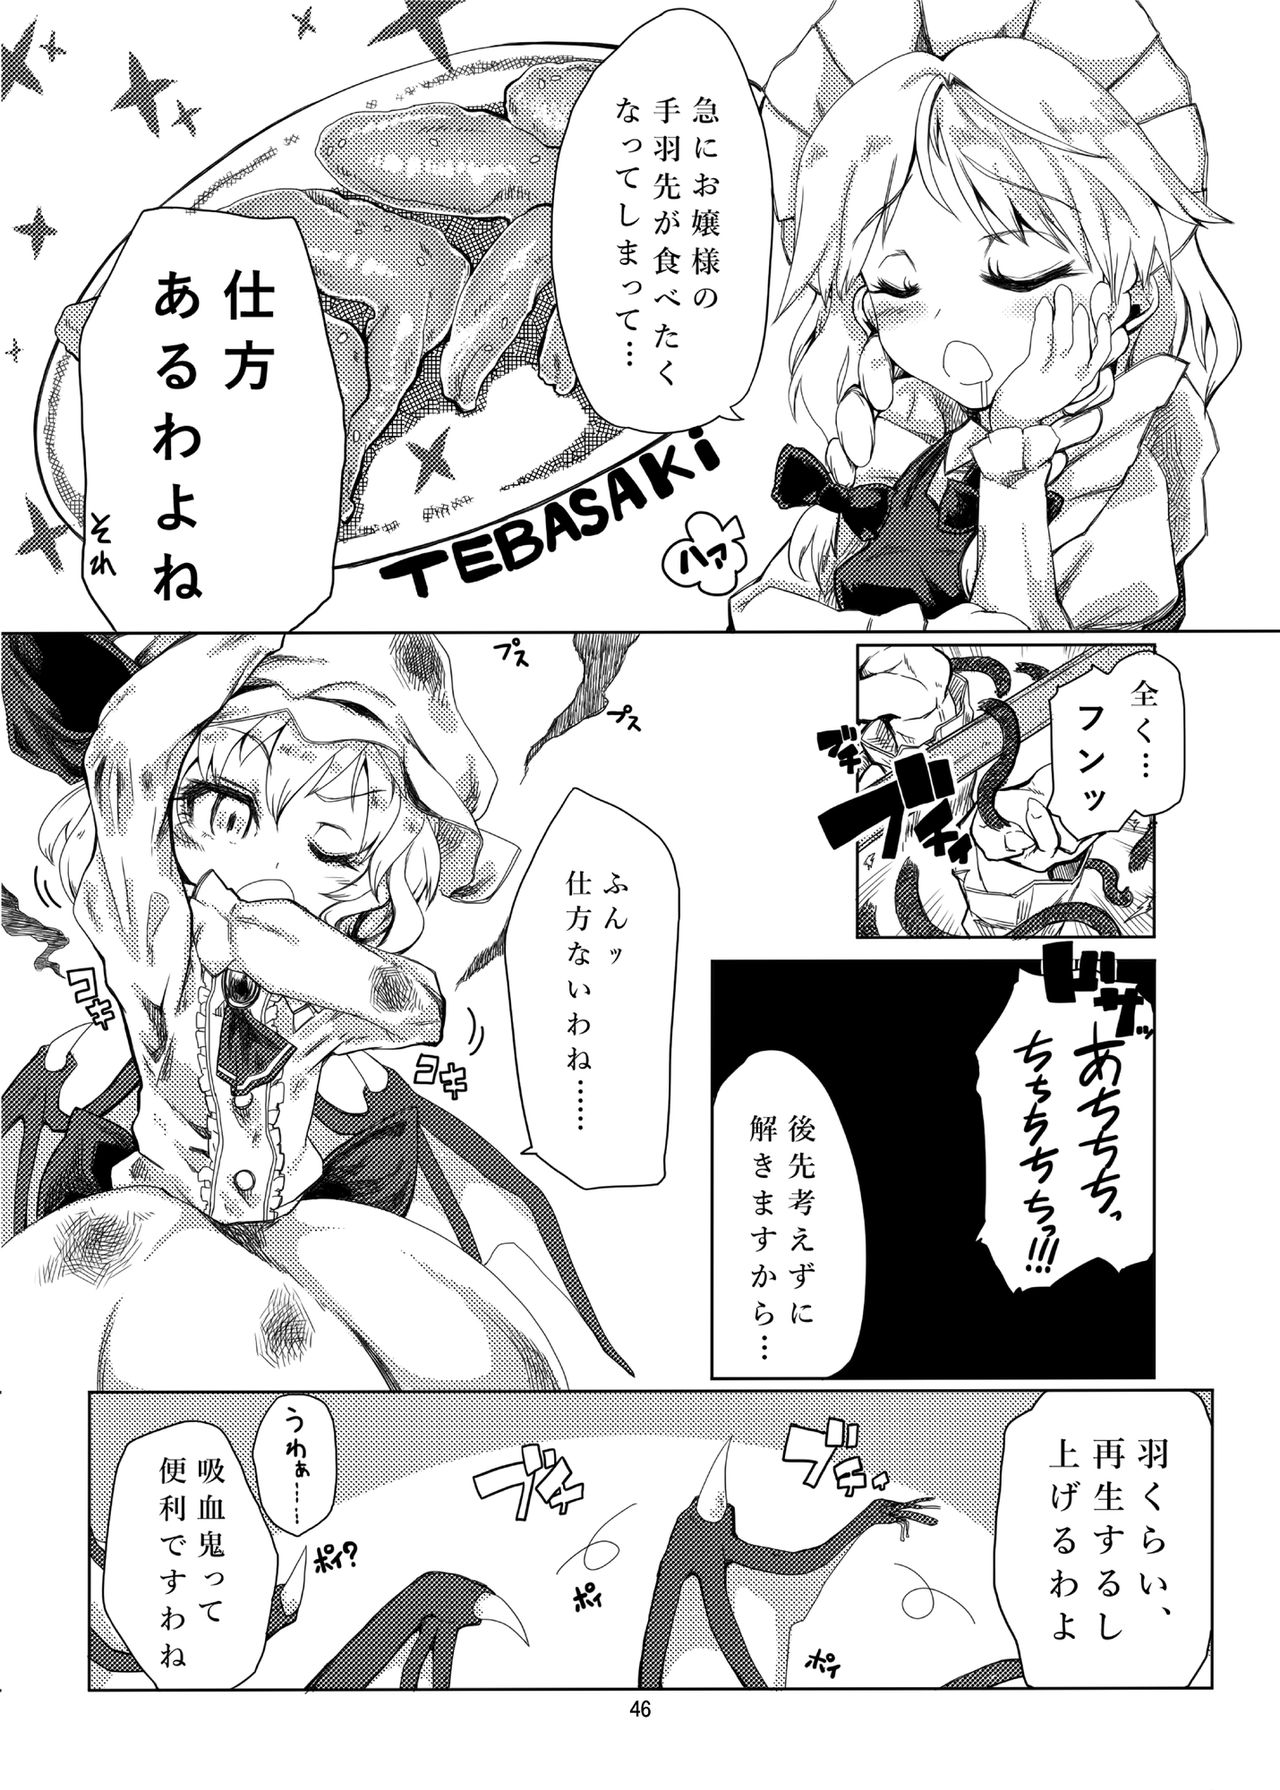 急にお嬢様の
手羽先が食べたく
なってしまって…
ハァ
TEBASAKI
仕方
あるわよね
それ
全く…
フンッ
ブチ
ブチィ
ズザザッ
あちちちっ
ちちちちっ!!!
後先考えずに
解きますから…
プス
プス
ふんッ
仕方ないわね……
コキ
コキ
羽くらい、
再生するし
上げるわよ
ブチィ
ブチィ
ポイ
ポイ
ポイ?
うわぁ……
吸血鬼って
便利ですわね
46